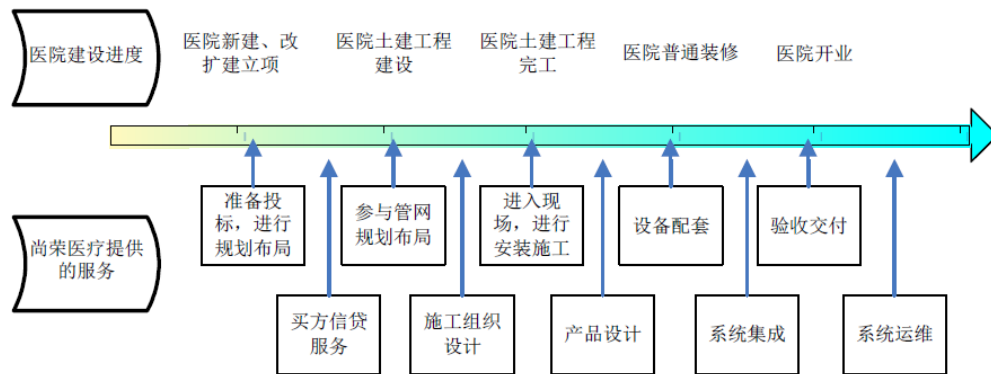 医院建设进度
医院新建、改
扩建立项
医院土建工程
建设
医院土建工程
完工
医院普通装修
医院开业
尚荣医疗提供
的服务
准备投
标，进行
规划布局
参与管网
规划布局
进入现
场，进行
安装施工
设备配套
验收交付
买方信贷
服务
施工组织
设计
产品设计
系统集成
系统运维